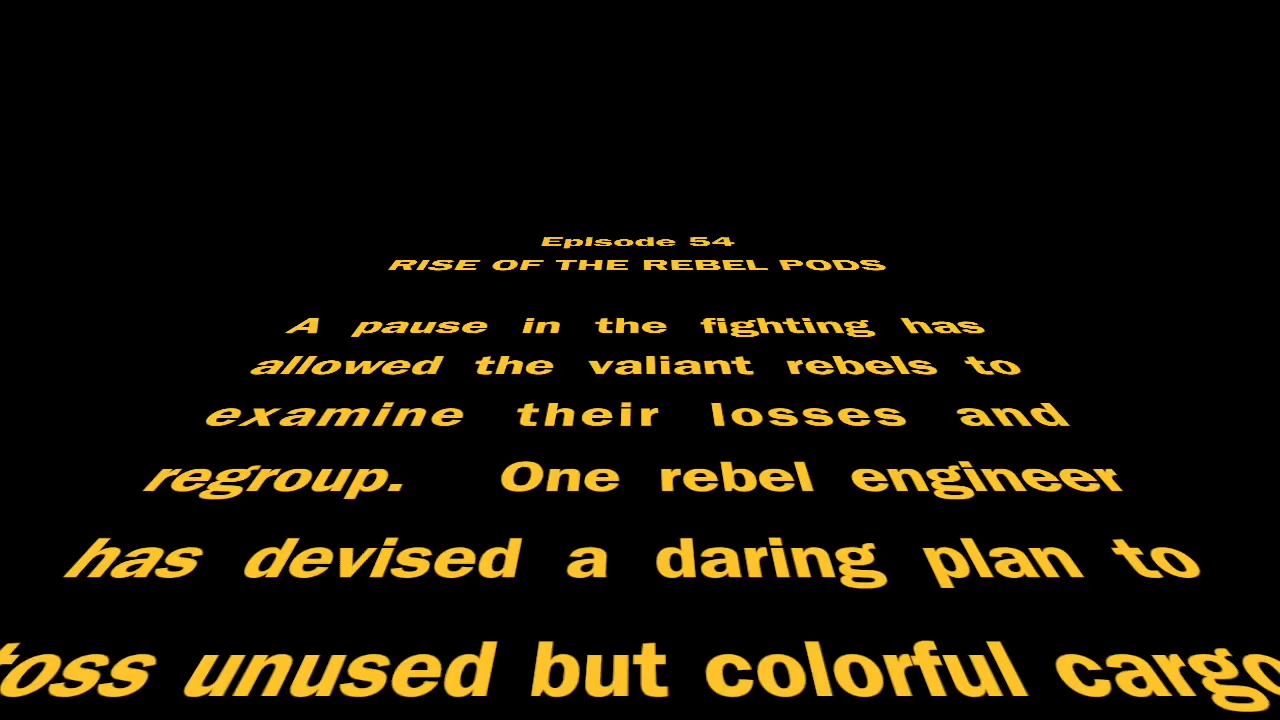 Episode 54
RISE OF THE REBEL PODS
A pause in the fighting has
allowed the valiant rebels to
examine their losses and
regroup. One rebel engineer
has devised a daring plan to
toss unused but colorful cargo